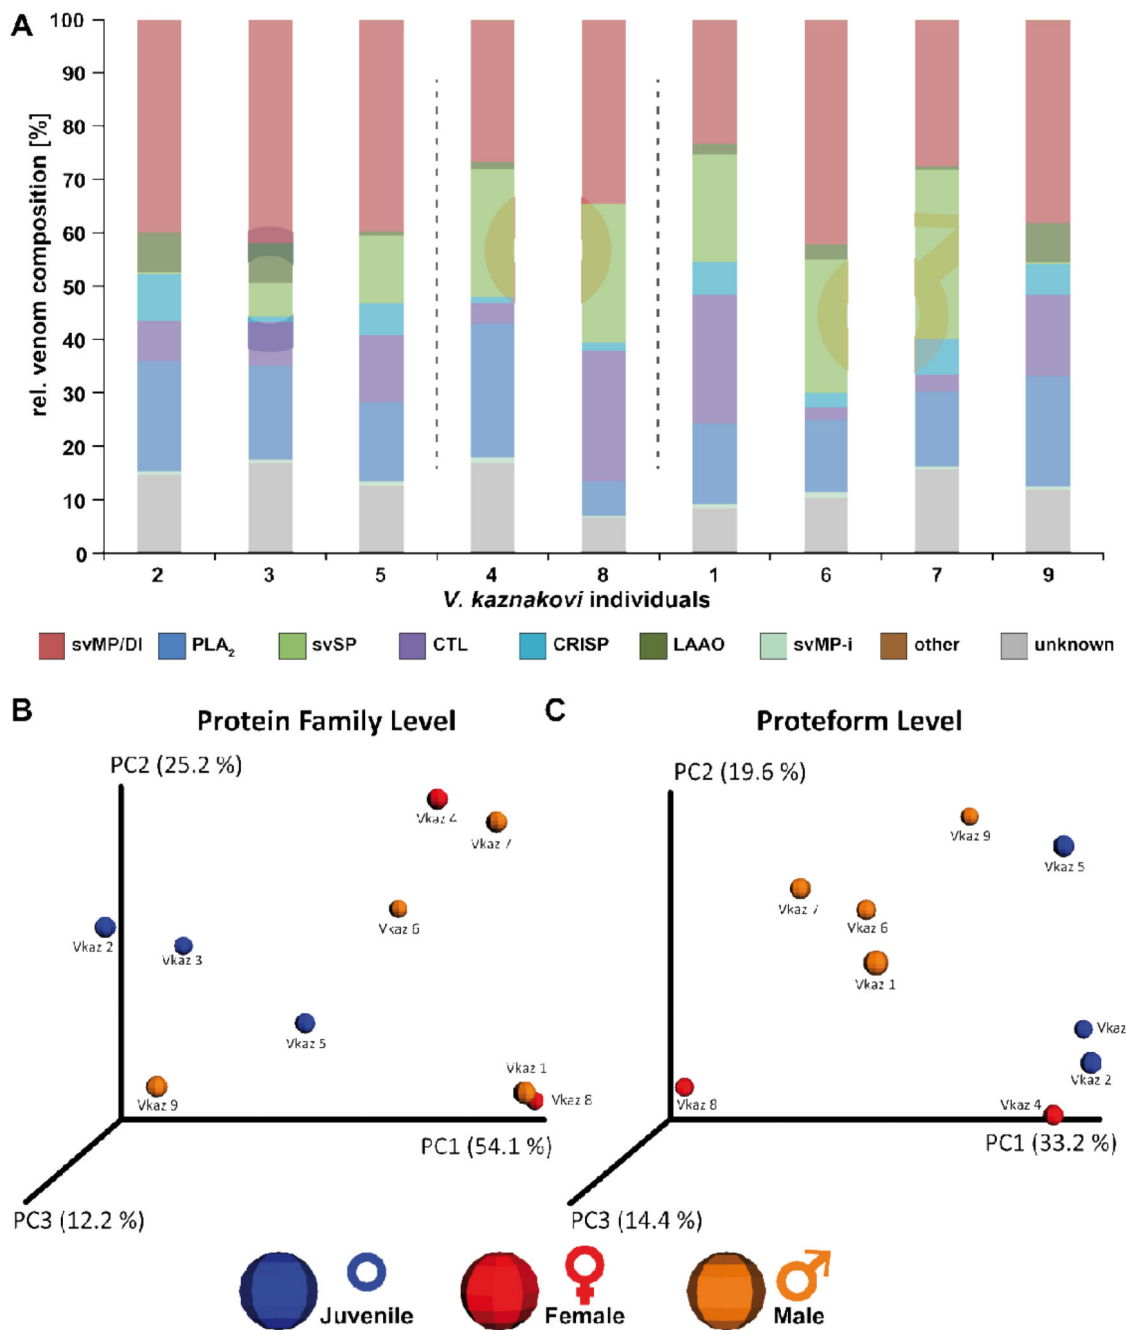 A
100
90
80
70
60
50
40
30
20
10
0
rel. venom composition [%]
2 3 5 4 8 1 6 7 9
V. kaznakovi individuals
svMP/DI PLA₂ svSP CTL CRISP LAAO svMP-i other unknown
B
Protein Family Level
PC2 (25.2 %)
Vkaz 4
Vkaz 7
Vkaz 6
Vkaz 2
Vkaz 3
Vkaz 5
Vkaz 1
Vkaz 8
Vkaz 9
PC1 (54.1 %)
PC3 (12.2 %)
C
Proteform Level
PC2 (19.6 %)
Vkaz 9
Vkaz 5
Vkaz 7
Vkaz 6
Vkaz 1
Vkaz
Vkaz 2
Vkaz 8
Vkaz 4
PC1 (33.2 %)
PC3 (14.4 %)
Juvenile Female Male